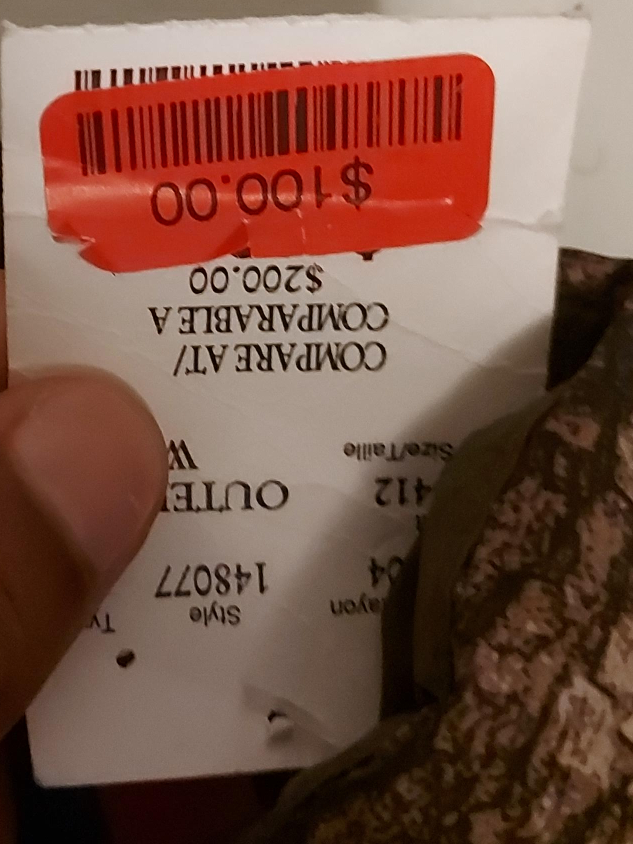 Style
148077
OUTE
412
Size/Taille
W
COMPARE AT/
COMPARABLE A
$200.00
$100.00